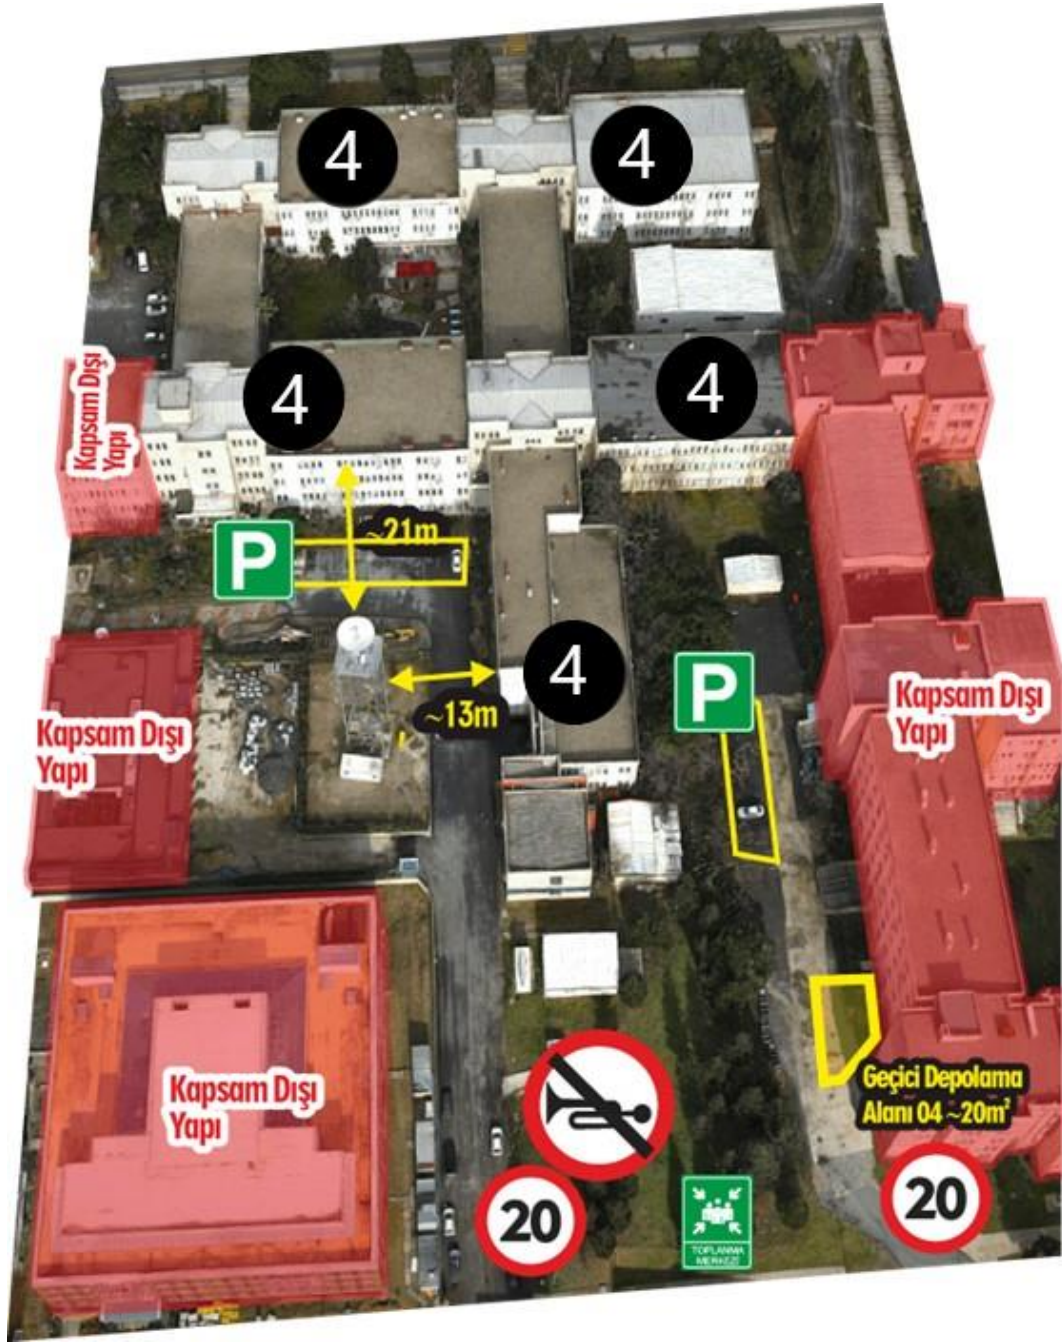 4
4
Kapsam Dışı
Yapı
4
4
P
~21m
4
P
~13m
Kapsam Dışı
Yapı
Kapsam Dışı
Yapı
Kapsam Dışı
Yapı
Geçici Depolama
Alanı 04 ~20m²
20
20
TOPLANMA
MERKEZİ